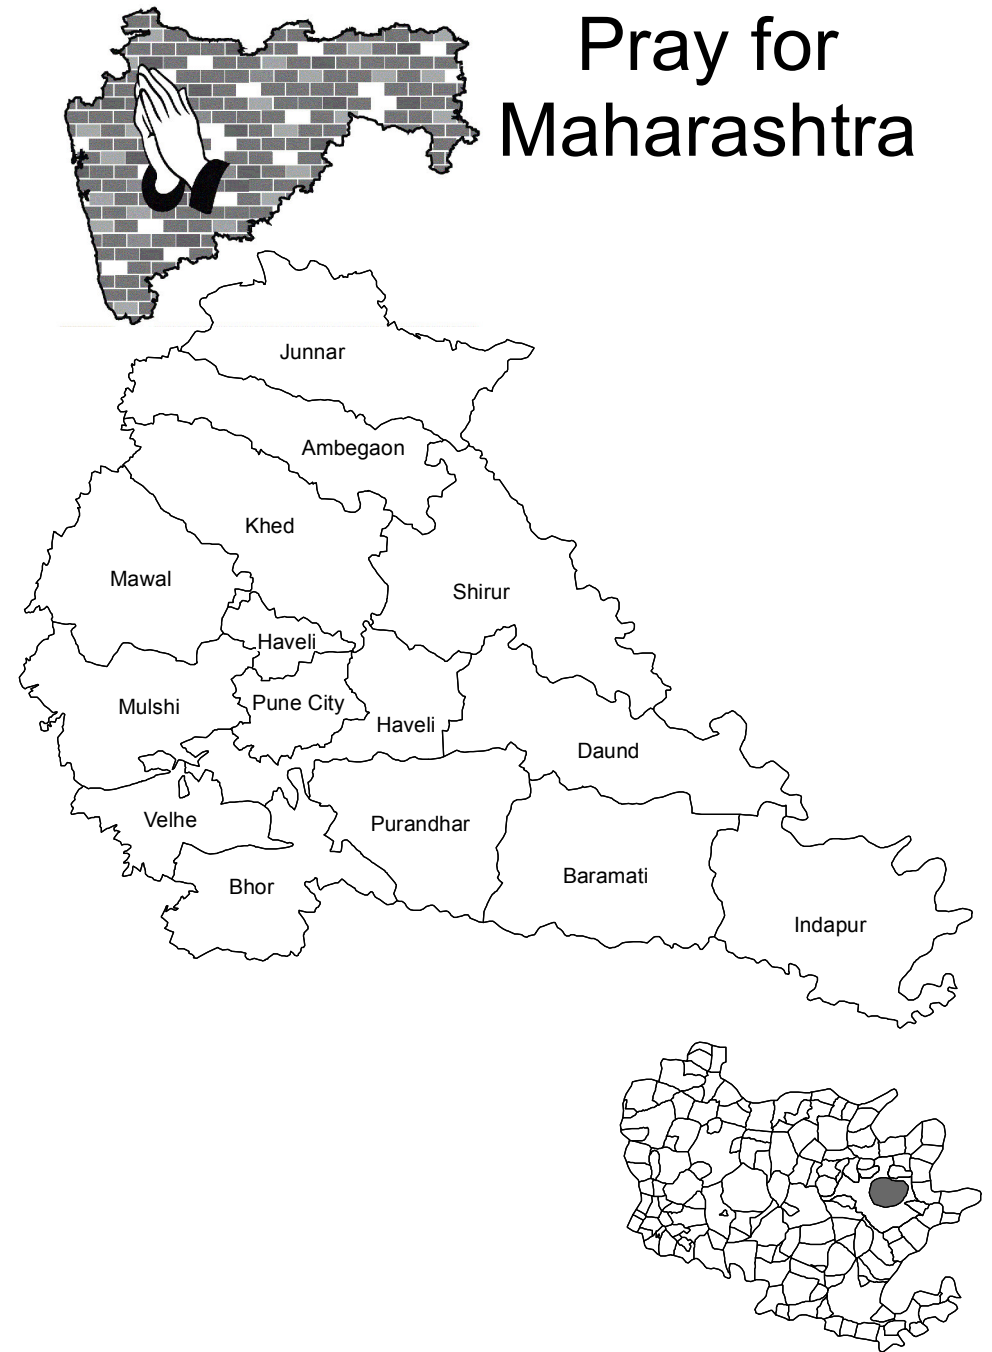 Pray for
Maharashtra
Junnar
Ambegaon
Khed
Mawal
Shirur
Haveli
Mulshi
Pune City
Haveli
Daund
Velhe
Purandhar
Baramati
Bhor
Indapur